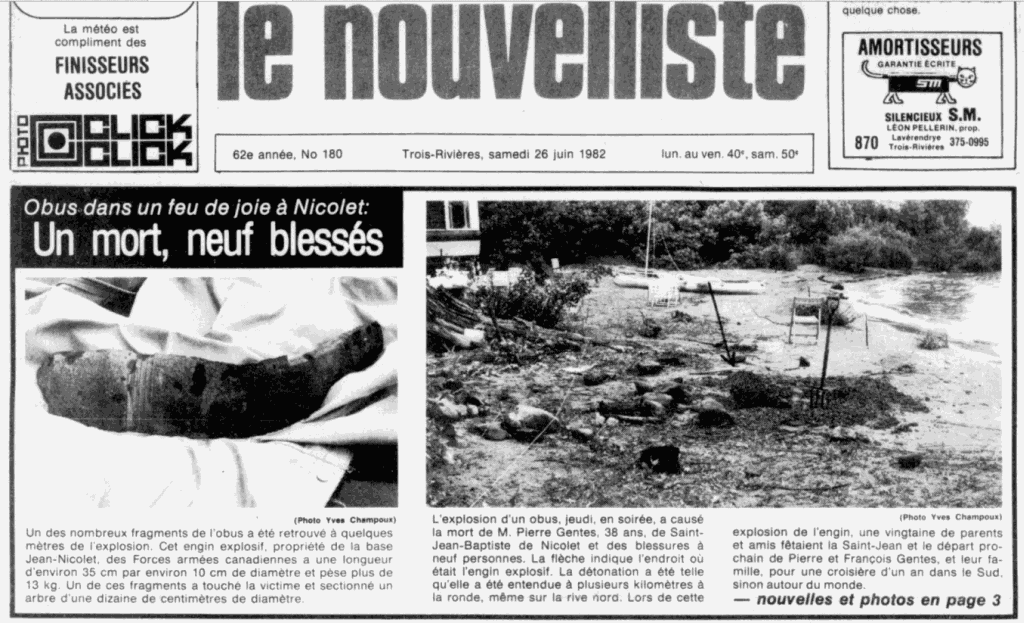 La météo est
compliment des
FINISSEURS
ASSOCIÉS
PHOTO
CLICK
CLICK
le nouvelliste
62e année, No 180
Trois-Rivières, samedi 26 juin 1982
lun. au ven. 40¢, sam. 50¢
quelque chose.
AMORTISSEURS
GARANTIE ÉCRITE
SM
SILENCIEUX S.M.
LÉON PELLERIN, prop.
870 Lavérendrye
Trois-Rivières 375-0995
Obus dans un feu de joie à Nicolet:
Un mort, neuf blessés
(Photo Yves Champoux)
Un des nombreux fragments de l'obus a été retrouvé à quelques
mètres de l'explosion. Cet engin explosif, propriété de la base
Jean-Nicolet, des Forces armées canadiennes a une longueur
d'environ 35 cm par environ 10 cm de diamètre et pèse plus de
13 kg. Un de ces fragments a touché la victime et sectionné un
arbre d'une dizaine de centimètres de diamètre.
L'explosion d'un obus, jeudi, en soirée, a causé
la mort de M. Pierre Gentes, 38 ans, de Saint-
Jean-Baptiste de Nicolet et des blessures à
neuf personnes. La flèche indique l'endroit où
était l'engin explosif. La détonation a été telle
qu'elle a été entendue à plusieurs kilomètres à
la ronde, même sur la rive nord. Lors de cette
(Photo Yves Champoux)
explosion de l'engin, une vingtaine de parents
et amis fêtaient la Saint-Jean et le départ pro-
chain de Pierre et François Gentes, et leur fa-
mille, pour une croisière d'un an dans le Sud,
sinon autour du monde.
— nouvelles et photos en page 3